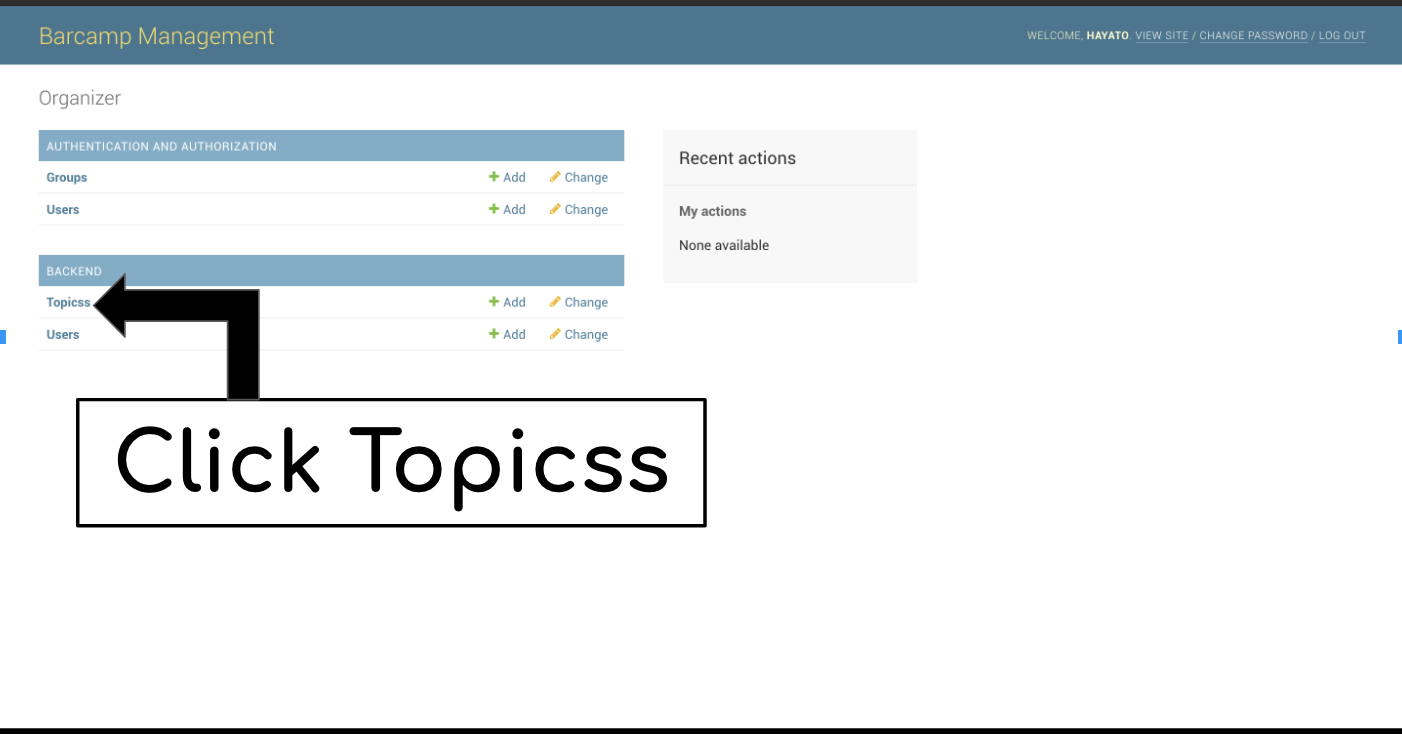 Barcamp Management
WELCOME, HAYATO. VIEW SITE / CHANGE PASSWORD / LOG OUT
Organizer
AUTHENTICATION AND AUTHORIZATION
Groups Add Change
Users Add Change
BACKEND
Topicss Add Change
Users Add Change
Recent actions
My actions
None available
Click Topicss